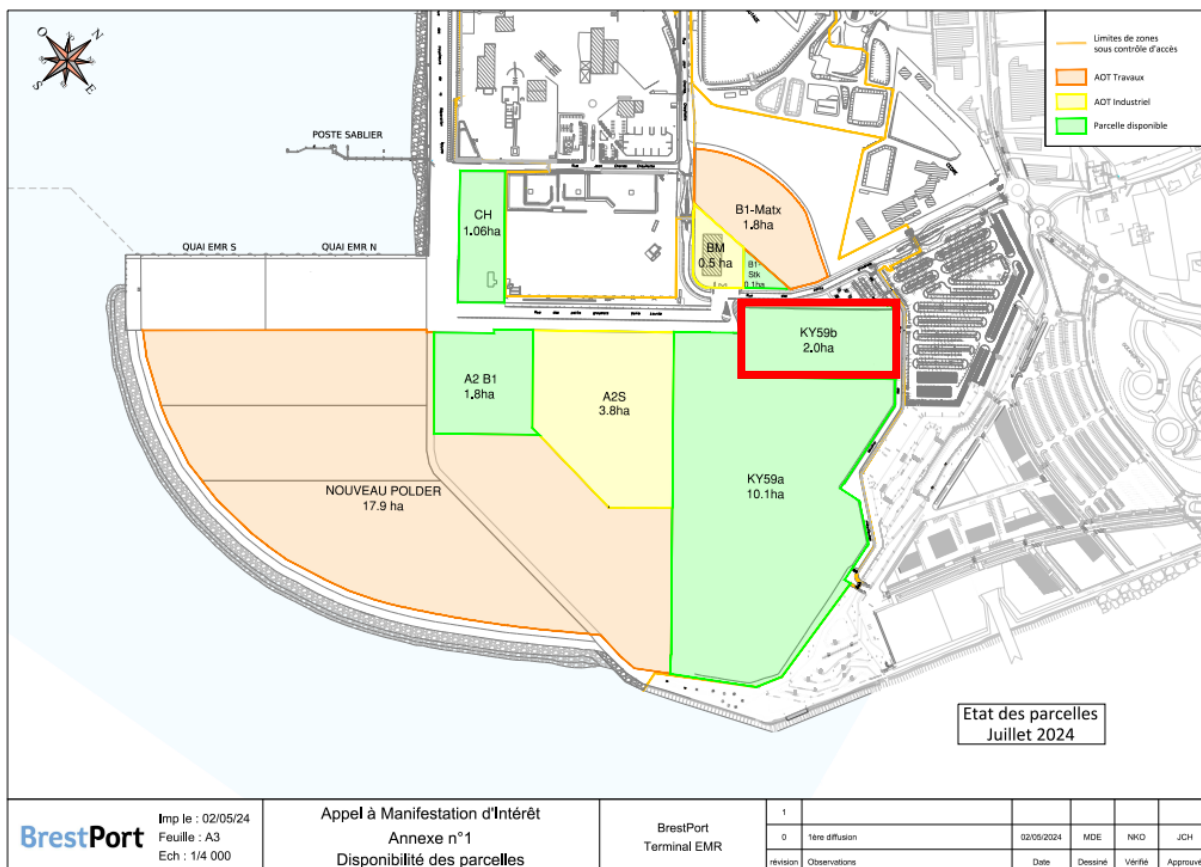 N
O
E
S
POSTE SABLIER
QUAI EMR S
QUAI EMR N
Limites de zones
sous contrôle d'accès
AOT Travaux
AOT Industriel
Parcelle disponible
CH
1.06ha
B1-Matx
1.8ha
BM
0.5 ha
B1-
Stk
0.1ha
KY59b
2.0ha
A2 B1
1.8ha
A2S
3.8ha
KY59a
10.1ha
NOUVEAU POLDER
17.9 ha
Etat des parcelles
Juillet 2024
BrestPort
Imp le : 02/05/24
Feuille : A3
Ech : 1/4 000
Appel à Manifestation d'Intérêt
Annexe n°1
Disponibilité des parcelles
BrestPort
Terminal EMR
1
0 1ère diffusion 02/05/2024 MDE NKO JCH
révision Observations Date Dessiné Vérifié Approuvé